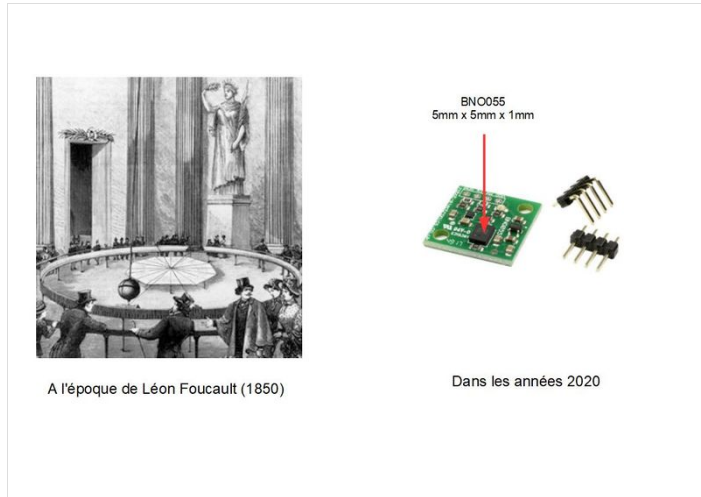 BNO055
5mm x 5mm x 1mm
A l'époque de Léon Foucault (1850)
Dans les années 2020